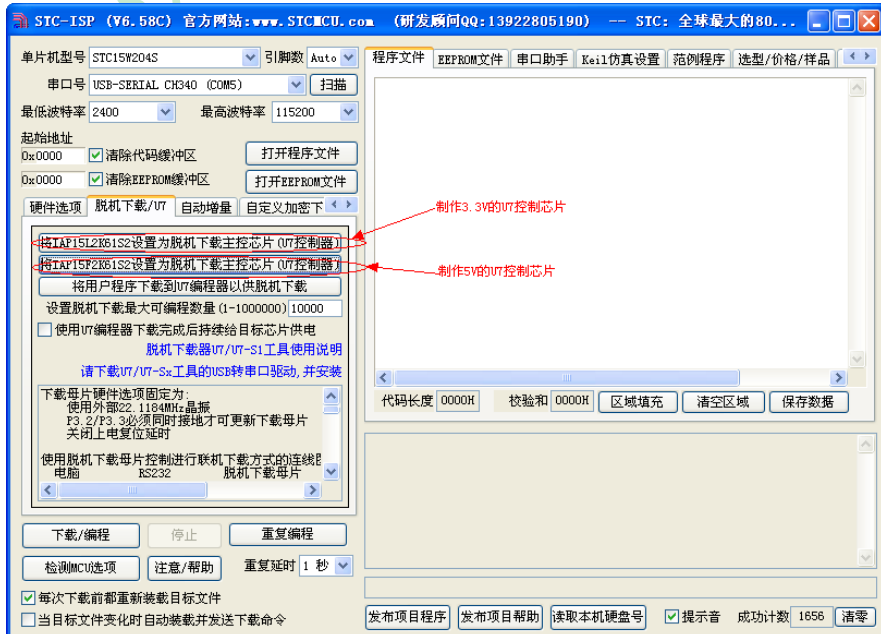 STC-ISP (V6.58C) 官方网站:www.STCMCU.com (研发顾问QQ:13922805190) -- STC: 全球最大的80...
单片机型号 STC15W204S 引脚数 Auto
串口号 USB-SERIAL CH340 (COM5) 扫描
最低波特率 2400 最高波特率 115200
起始地址
0x0000 清除代码缓冲区 打开程序文件
0x0000 清除EEPROM缓冲区 打开EEPROM文件
硬件选项 脱机下载/U7 自动增量 自定义加密下
将IAP15L2K61S2设置为脱机下载主控芯片(U7控制器)
将IAP15F2K61S2设置为脱机下载主控芯片(U7控制器)
将用户程序下载到U7编程器以供脱机下载
设置脱机下载最大可编程数量(1-1000000) 10000
使用U7编程器下载完成后持续给目标芯片供电
脱机下载器U7/U7-S1工具使用说明
请下载U7/U7-Sx工具的USB转串口驱动,并安装
下载母片硬件选项固定为:
使用外部22.1184MHz晶振
P3.2/P3.3必须同时接地才可更新下载母片
关闭上电复位延时
使用脱机下载母片控制进行联机下载方式的连线
电脑 RS232 脱机下载母片
下载/编程 停止 重复编程
检测MCU选项 注意/帮助 重复延时 1 秒
每次下载前都重新装载目标文件
当目标文件变化时自动装载并发送下载命令
程序文件 EEPROM文件 串口助手 Keil仿真设置 范例程序 选型/价格/样品
制作3.3V的U7控制芯片
制作5V的U7控制芯片
代码长度 0000H 校验和 0000H 区域填充 清空区域 保存数据
发布项目程序 发布项目帮助 读取本机硬盘号 提示音 成功计数 1656 清零